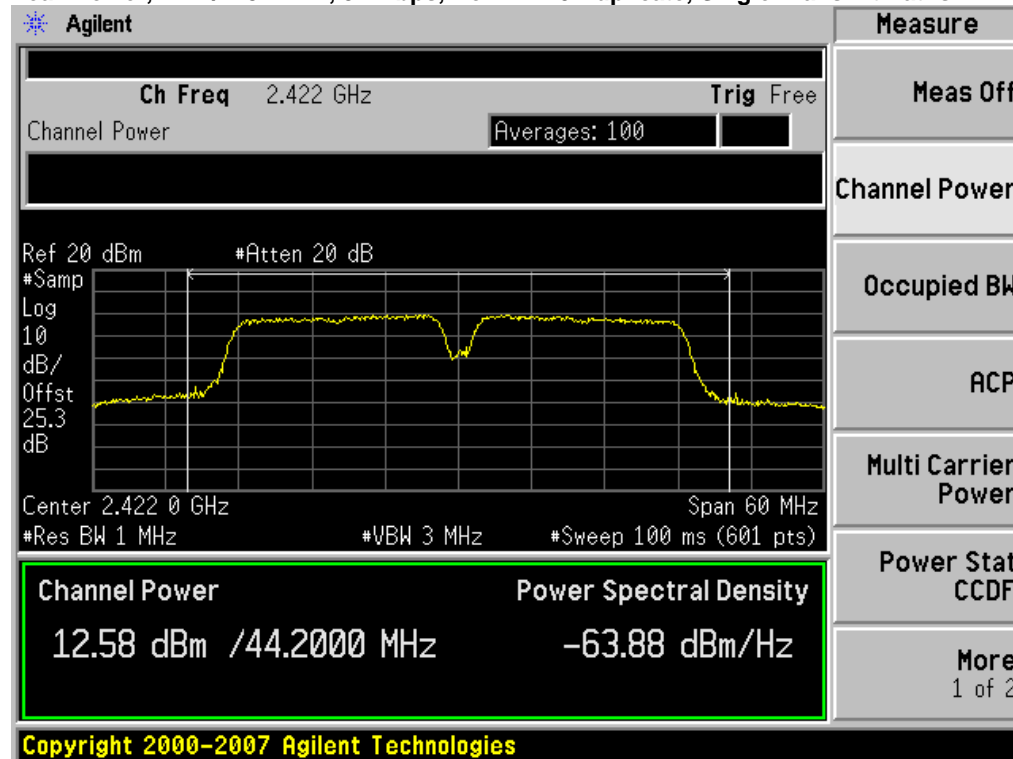 Agilent
Measure
Ch Freq 2.422 GHz Trig Free
Channel Power Averages: 100
Ref 20 dBm #Atten 20 dB
#Samp
Log
10
dB/
Offst
25.3
dB
Center 2.422 0 GHz Span 60 MHz
#Res BW 1 MHz #VBW 3 MHz #Sweep 100 ms (601 pts)
Channel Power Power Spectral Density
12.58 dBm /44.2000 MHz -63.88 dBm/Hz
Meas Off
Channel Power
Occupied BW
ACP
Multi Carrier
Power
Power Stat
CCDF
More
1 of 2
Copyright 2000-2007 Agilent Technologies